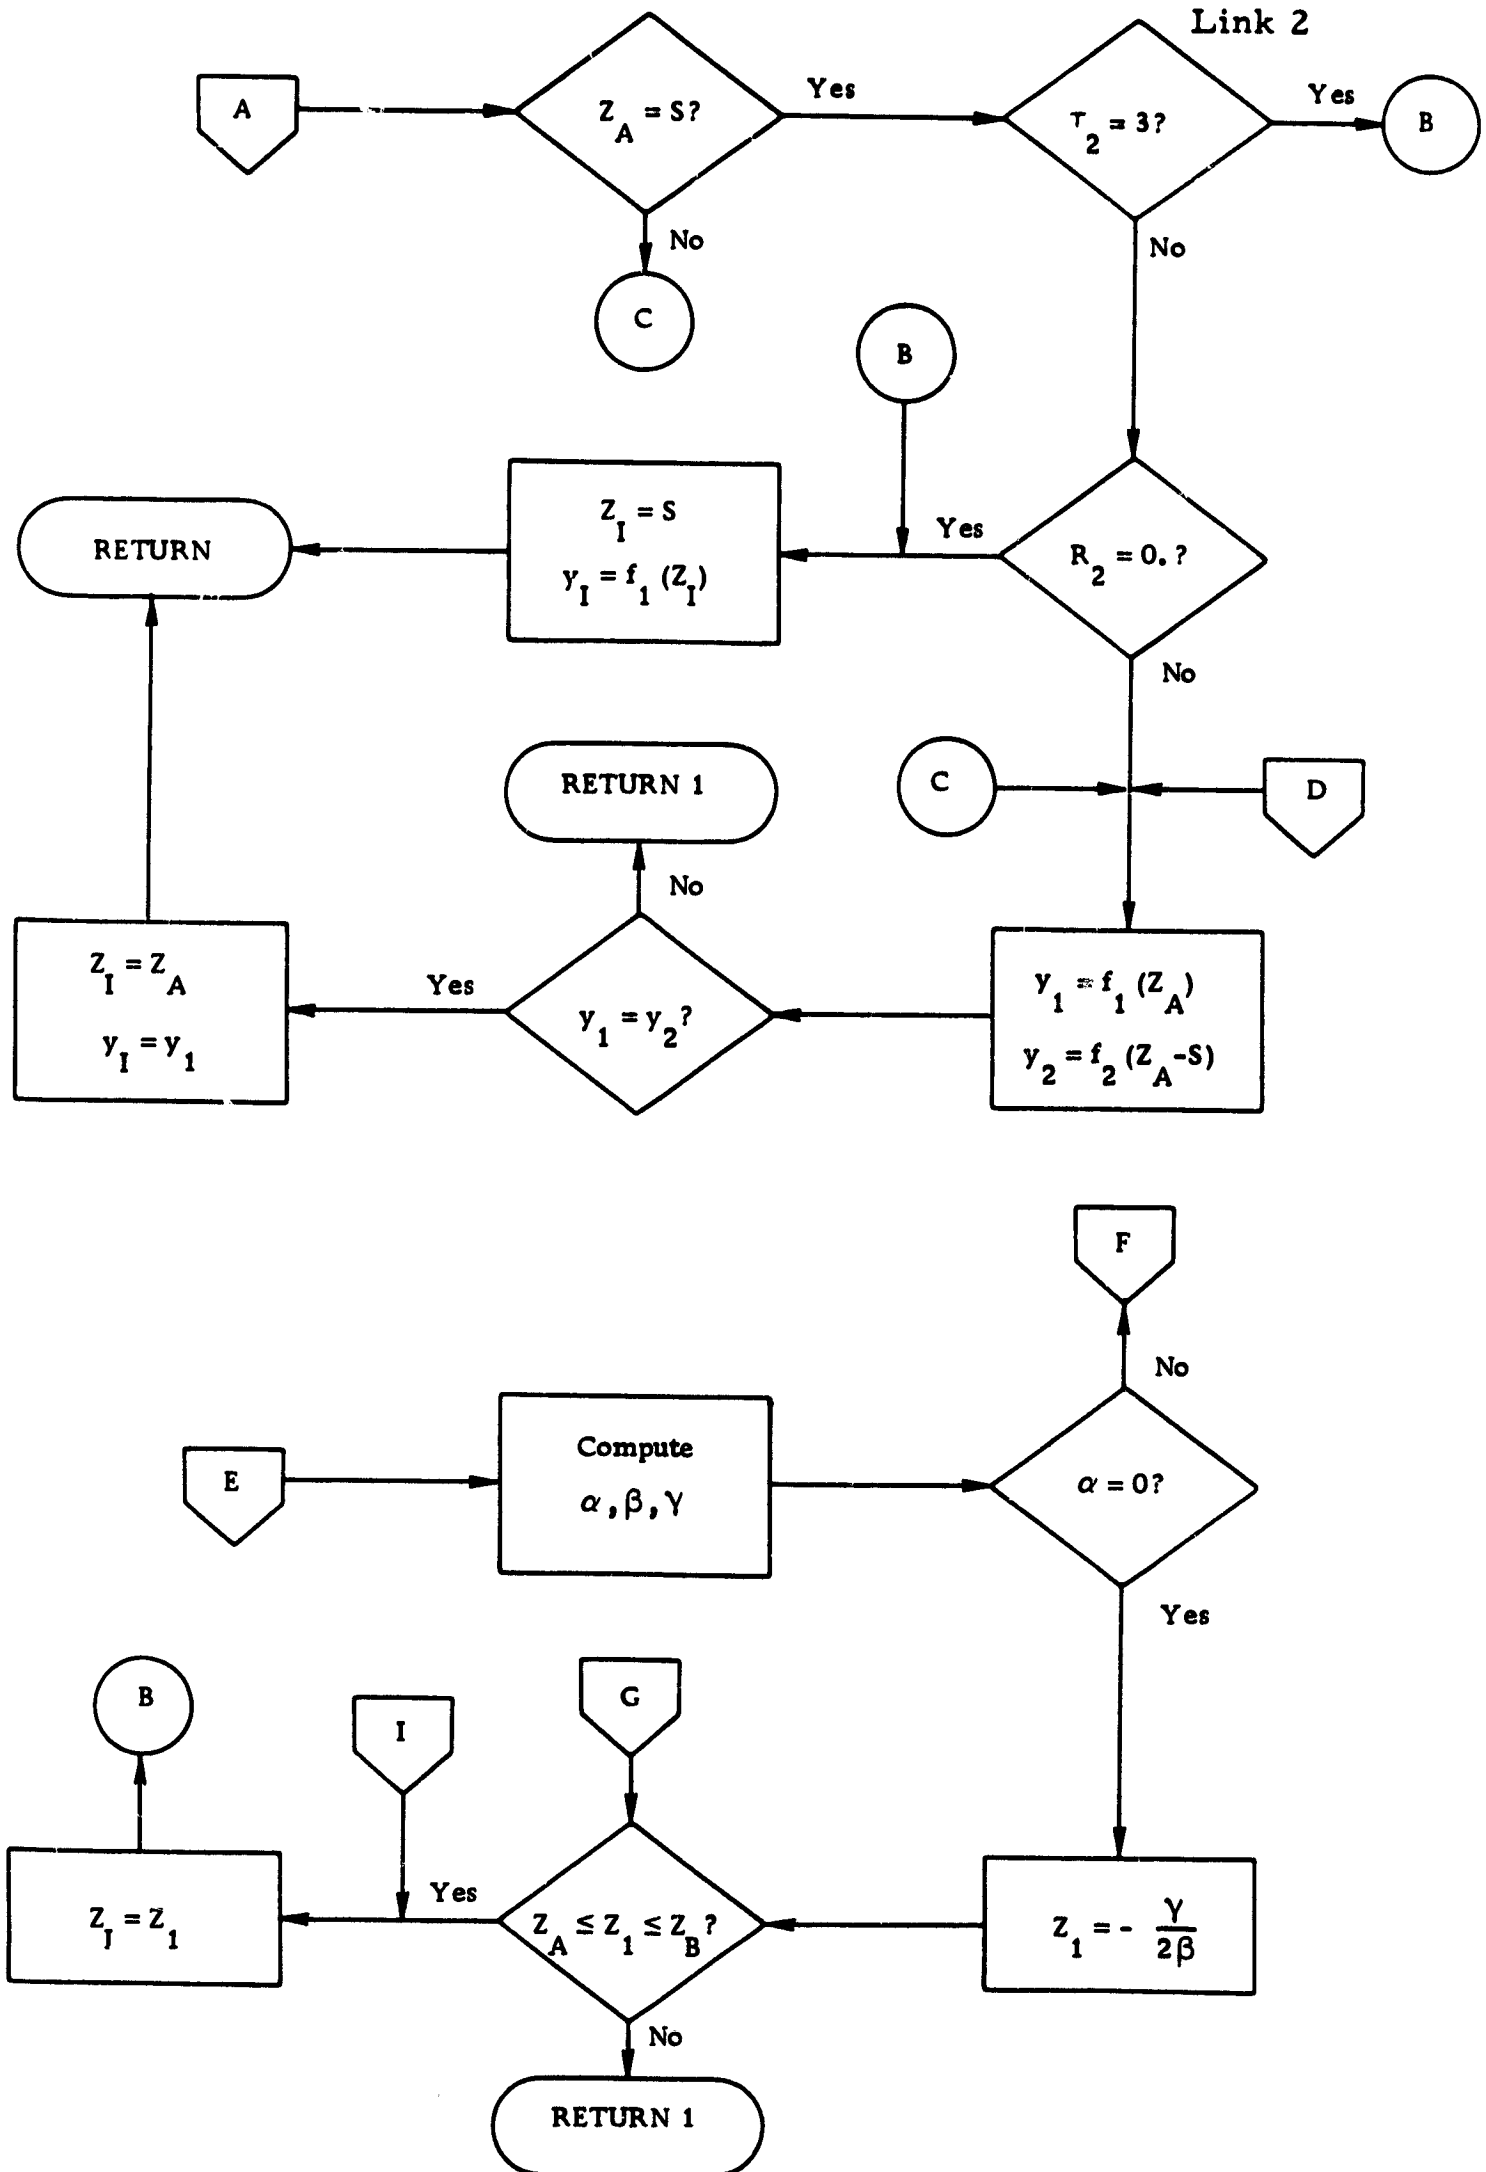 Link 2
A
Z_A = S?
Yes
τ_2 = 3?
Yes
B
No
C
No
B
Z_I = S
y_I = f_1 (Z_I)
RETURN
Yes
R_2 = 0. ?
No
RETURN 1
C
D
No
Z_I = Z_A
y_I = y_1
Yes
y_1 = y_2?
y_1 = f_1 (Z_A)
y_2 = f_2 (Z_A-S)
F
No
E
Compute
α, β, γ
α = 0?
Yes
B
I
G
Z_I = Z_1
Yes
Z_A ≤ Z_1 ≤ Z_B?
Z_1 = - γ/2β
No
RETURN 1